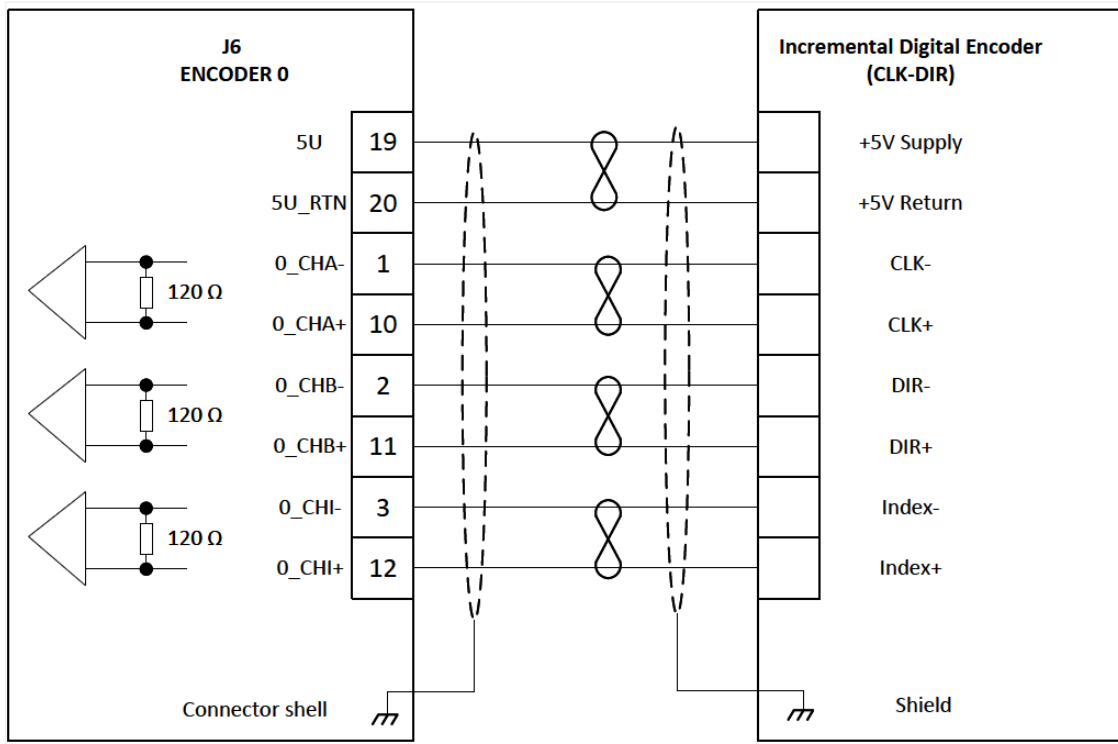 J6
ENCODER 0
Incremental Digital Encoder
(CLK-DIR)
5U 19 +5V Supply
5U_RTN 20 +5V Return
0_CHA- 1 CLK-
120 Ω
0_CHA+ 10 CLK+
0_CHB- 2 DIR-
120 Ω
0_CHB+ 11 DIR+
0_CHI- 3 Index-
120 Ω
0_CHI+ 12 Index+
Connector shell
Shield